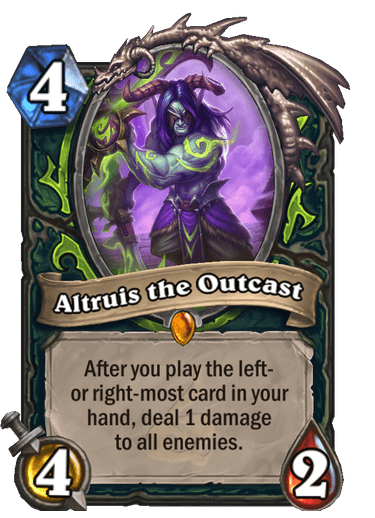 4
Altruis the Outcast
After you play the left-
or right-most card in your
hand, deal 1 damage
to all enemies.
4
2